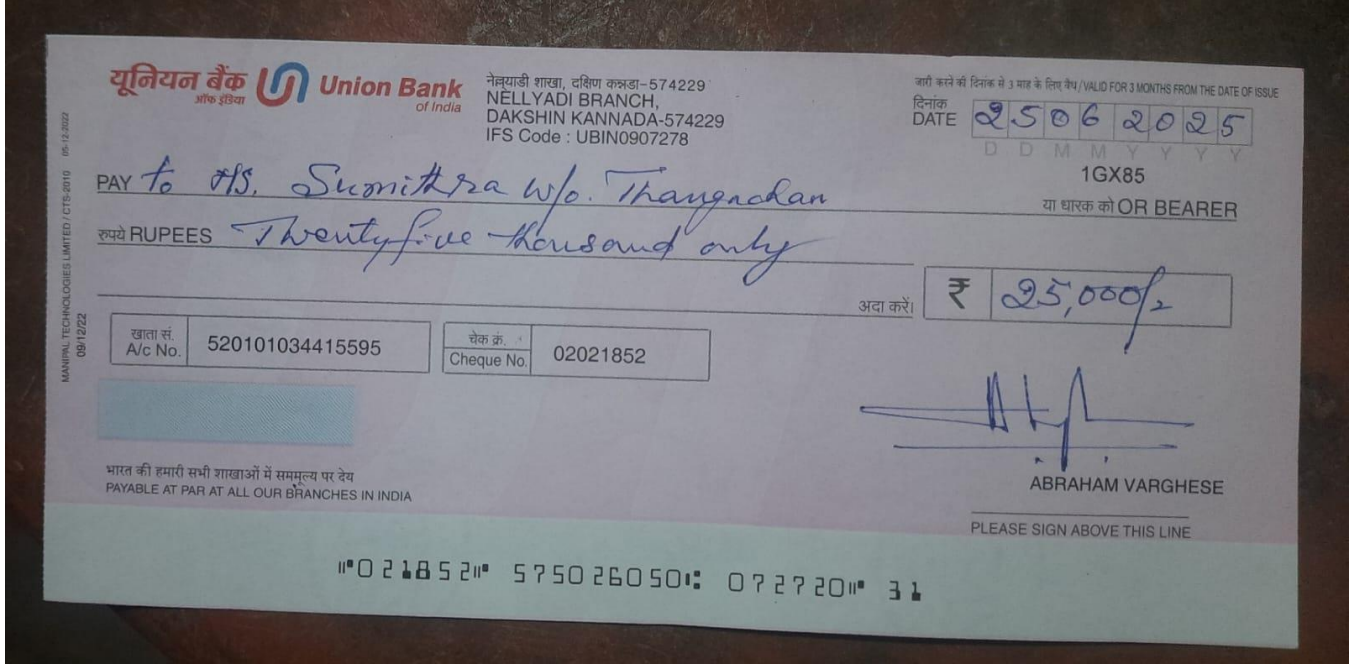 यूनियन बैंक
ऑफ इंडिया
Union Bank
of India
नेल्याडी शाखा, दक्षिण कन्नडा-574229
NELLYADI BRANCH,
DAKSHIN KANNADA-574229
IFS Code : UBIN0907278
जारी करने की दिनांक से 3 माह के लिए वैध/VALID FOR 3 MONTHS FROM THE DATE OF ISSUE
दिनांक
DATE 25062025
D D M M Y Y Y Y
1GX85
PAY to Ms. Sumithra w/o. Thangachan
या धारक को OR BEARER
रुपये RUPEES Twenty five thousand only
अदा करें। ₹ 25,000/-
खाता सं.
A/c No. 520101034415595
चेक क्रं.
Cheque No. 02021852
भारत की हमारी सभी शाखाओं में सममूल्य पर देय
PAYABLE AT PAR AT ALL OUR BRANCHES IN INDIA
ABRAHAM VARGHESE
PLEASE SIGN ABOVE THIS LINE
⑈021852⑈ 575026050⑆ 072720⑈ 31
MANIPAL TECHNOLOGIES LIMITED / CTS-2010 05-12-2022
09/12/22